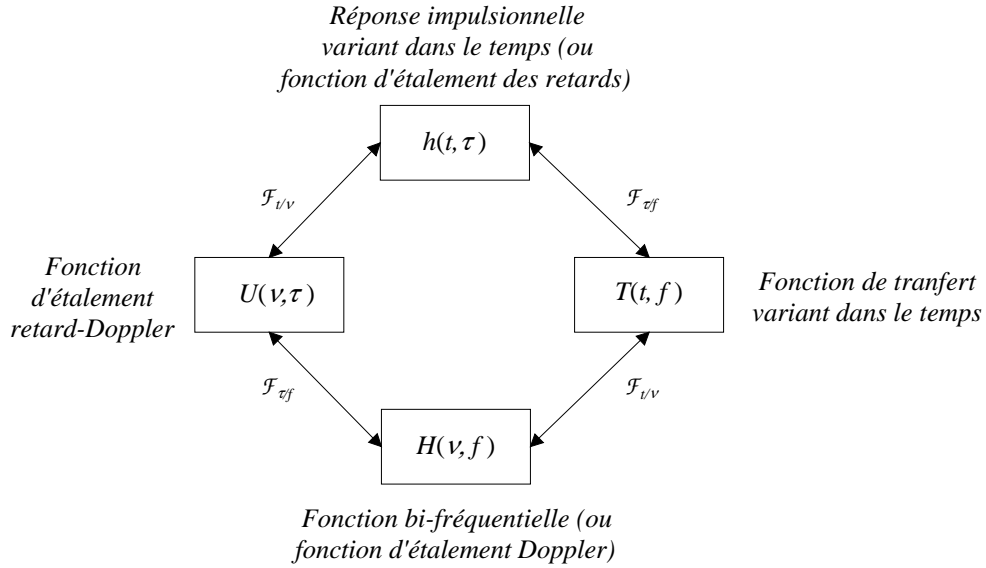 Réponse impulsionnelle
variant dans le temps (ou
fonction d'étalement des retards)
h(t,τ)
ℱt/ν
ℱτ/f
Fonction
d'étalement
retard-Doppler
U(ν,τ)
T(t, f)
Fonction de tranfert
variant dans le temps
ℱτ/f
ℱt/ν
H(ν, f)
Fonction bi-fréquentielle (ou
fonction d'étalement Doppler)